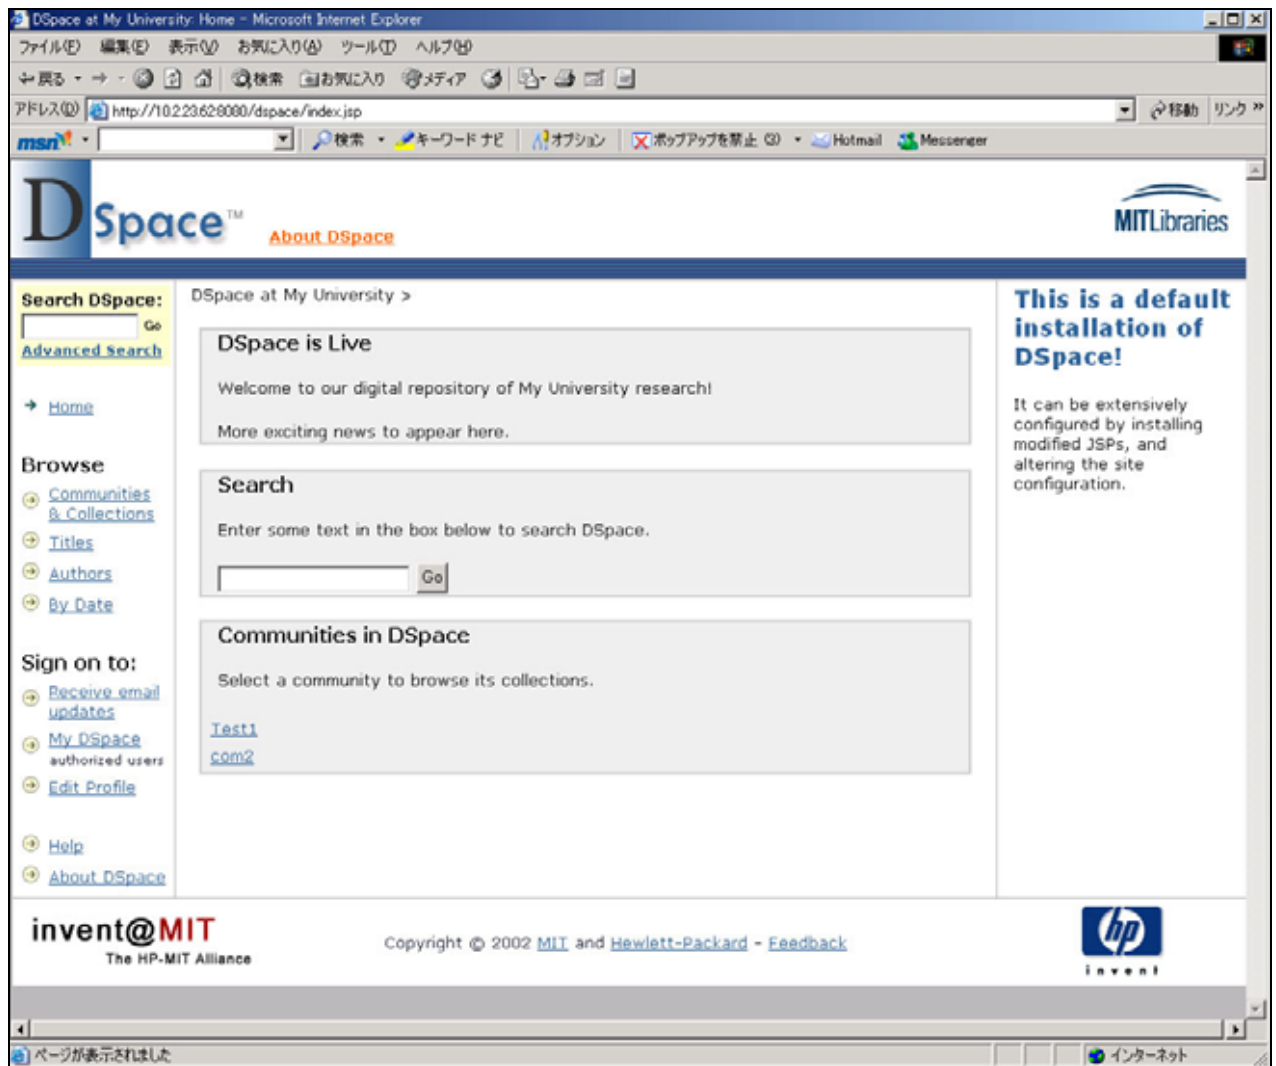 DSpace at My University: Home - Microsoft Internet Explorer
ファイル(F) 編集(E) 表示(V) お気に入り(A) ツール(T) ヘルプ(H)
戻る 検索 お気に入り メディア
アドレス(D) http://10.2.23.62:8080/dspace/index.jsp 移動 リンク »
msn 検索 キーワード ナビ オプション ポップアップを禁止 (3) Hotmail Messenger
DSpace™ About DSpace
MITLibraries
Search DSpace:
Go
Advanced Search
Home
Browse
Communities
& Collections
Titles
Authors
By Date
Sign on to:
Receive email
updates
My DSpace
authorized users
Edit Profile
Help
About DSpace
DSpace at My University >
DSpace is Live
Welcome to our digital repository of My University research!
More exciting news to appear here.
Search
Enter some text in the box below to search DSpace.
Go
Communities in DSpace
Select a community to browse its collections.
Test1
com2
This is a default
installation of
DSpace!
It can be extensively
configured by installing
modified JSPs, and
altering the site
configuration.
invent@MIT
The HP-MIT Alliance
Copyright © 2002 MIT and Hewlett-Packard - Feedback
hp
invent
ページが表示されました インターネット